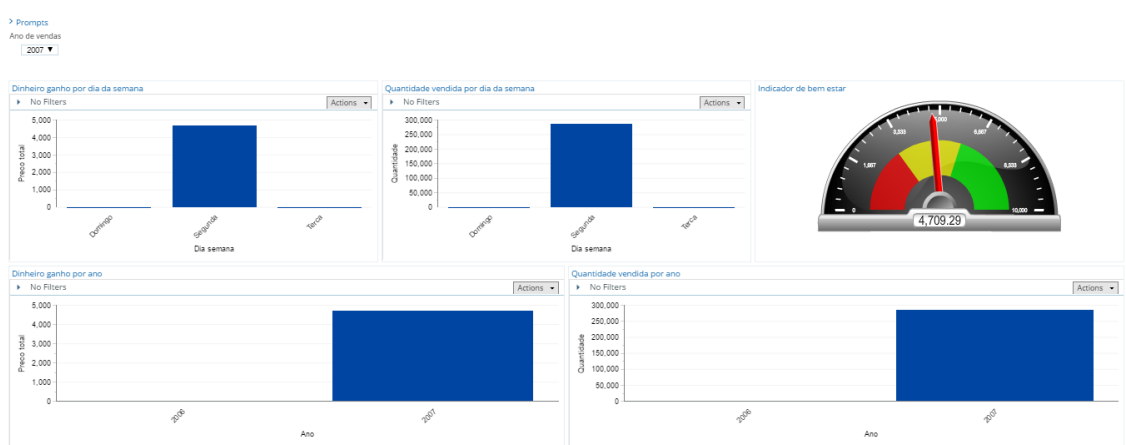 > Prompts
Ano de vendas
2007 ▼
Dinheiro ganho por dia da semana
No Filters
Actions
5,000
4,000
3,000
2,000
1,000
0
Preco total
Domingo
Segunda
Terca
Dia semana
Quantidade vendida por dia da semana
No Filters
Actions
300,000
250,000
200,000
150,000
100,000
50,000
0
Quantidade
Domingo
Segunda
Terca
Dia semana
Indicador de bem estar
0
1,667
3,333
6,667
8,333
10,000
4,709.29
Dinheiro ganho por ano
No Filters
Actions
5,000
4,000
3,000
2,000
1,000
0
Preco total
2006
2007
Ano
Quantidade vendida por ano
No Filters
Actions
300,000
250,000
200,000
150,000
100,000
50,000
0
Quantidade
2006
2007
Ano